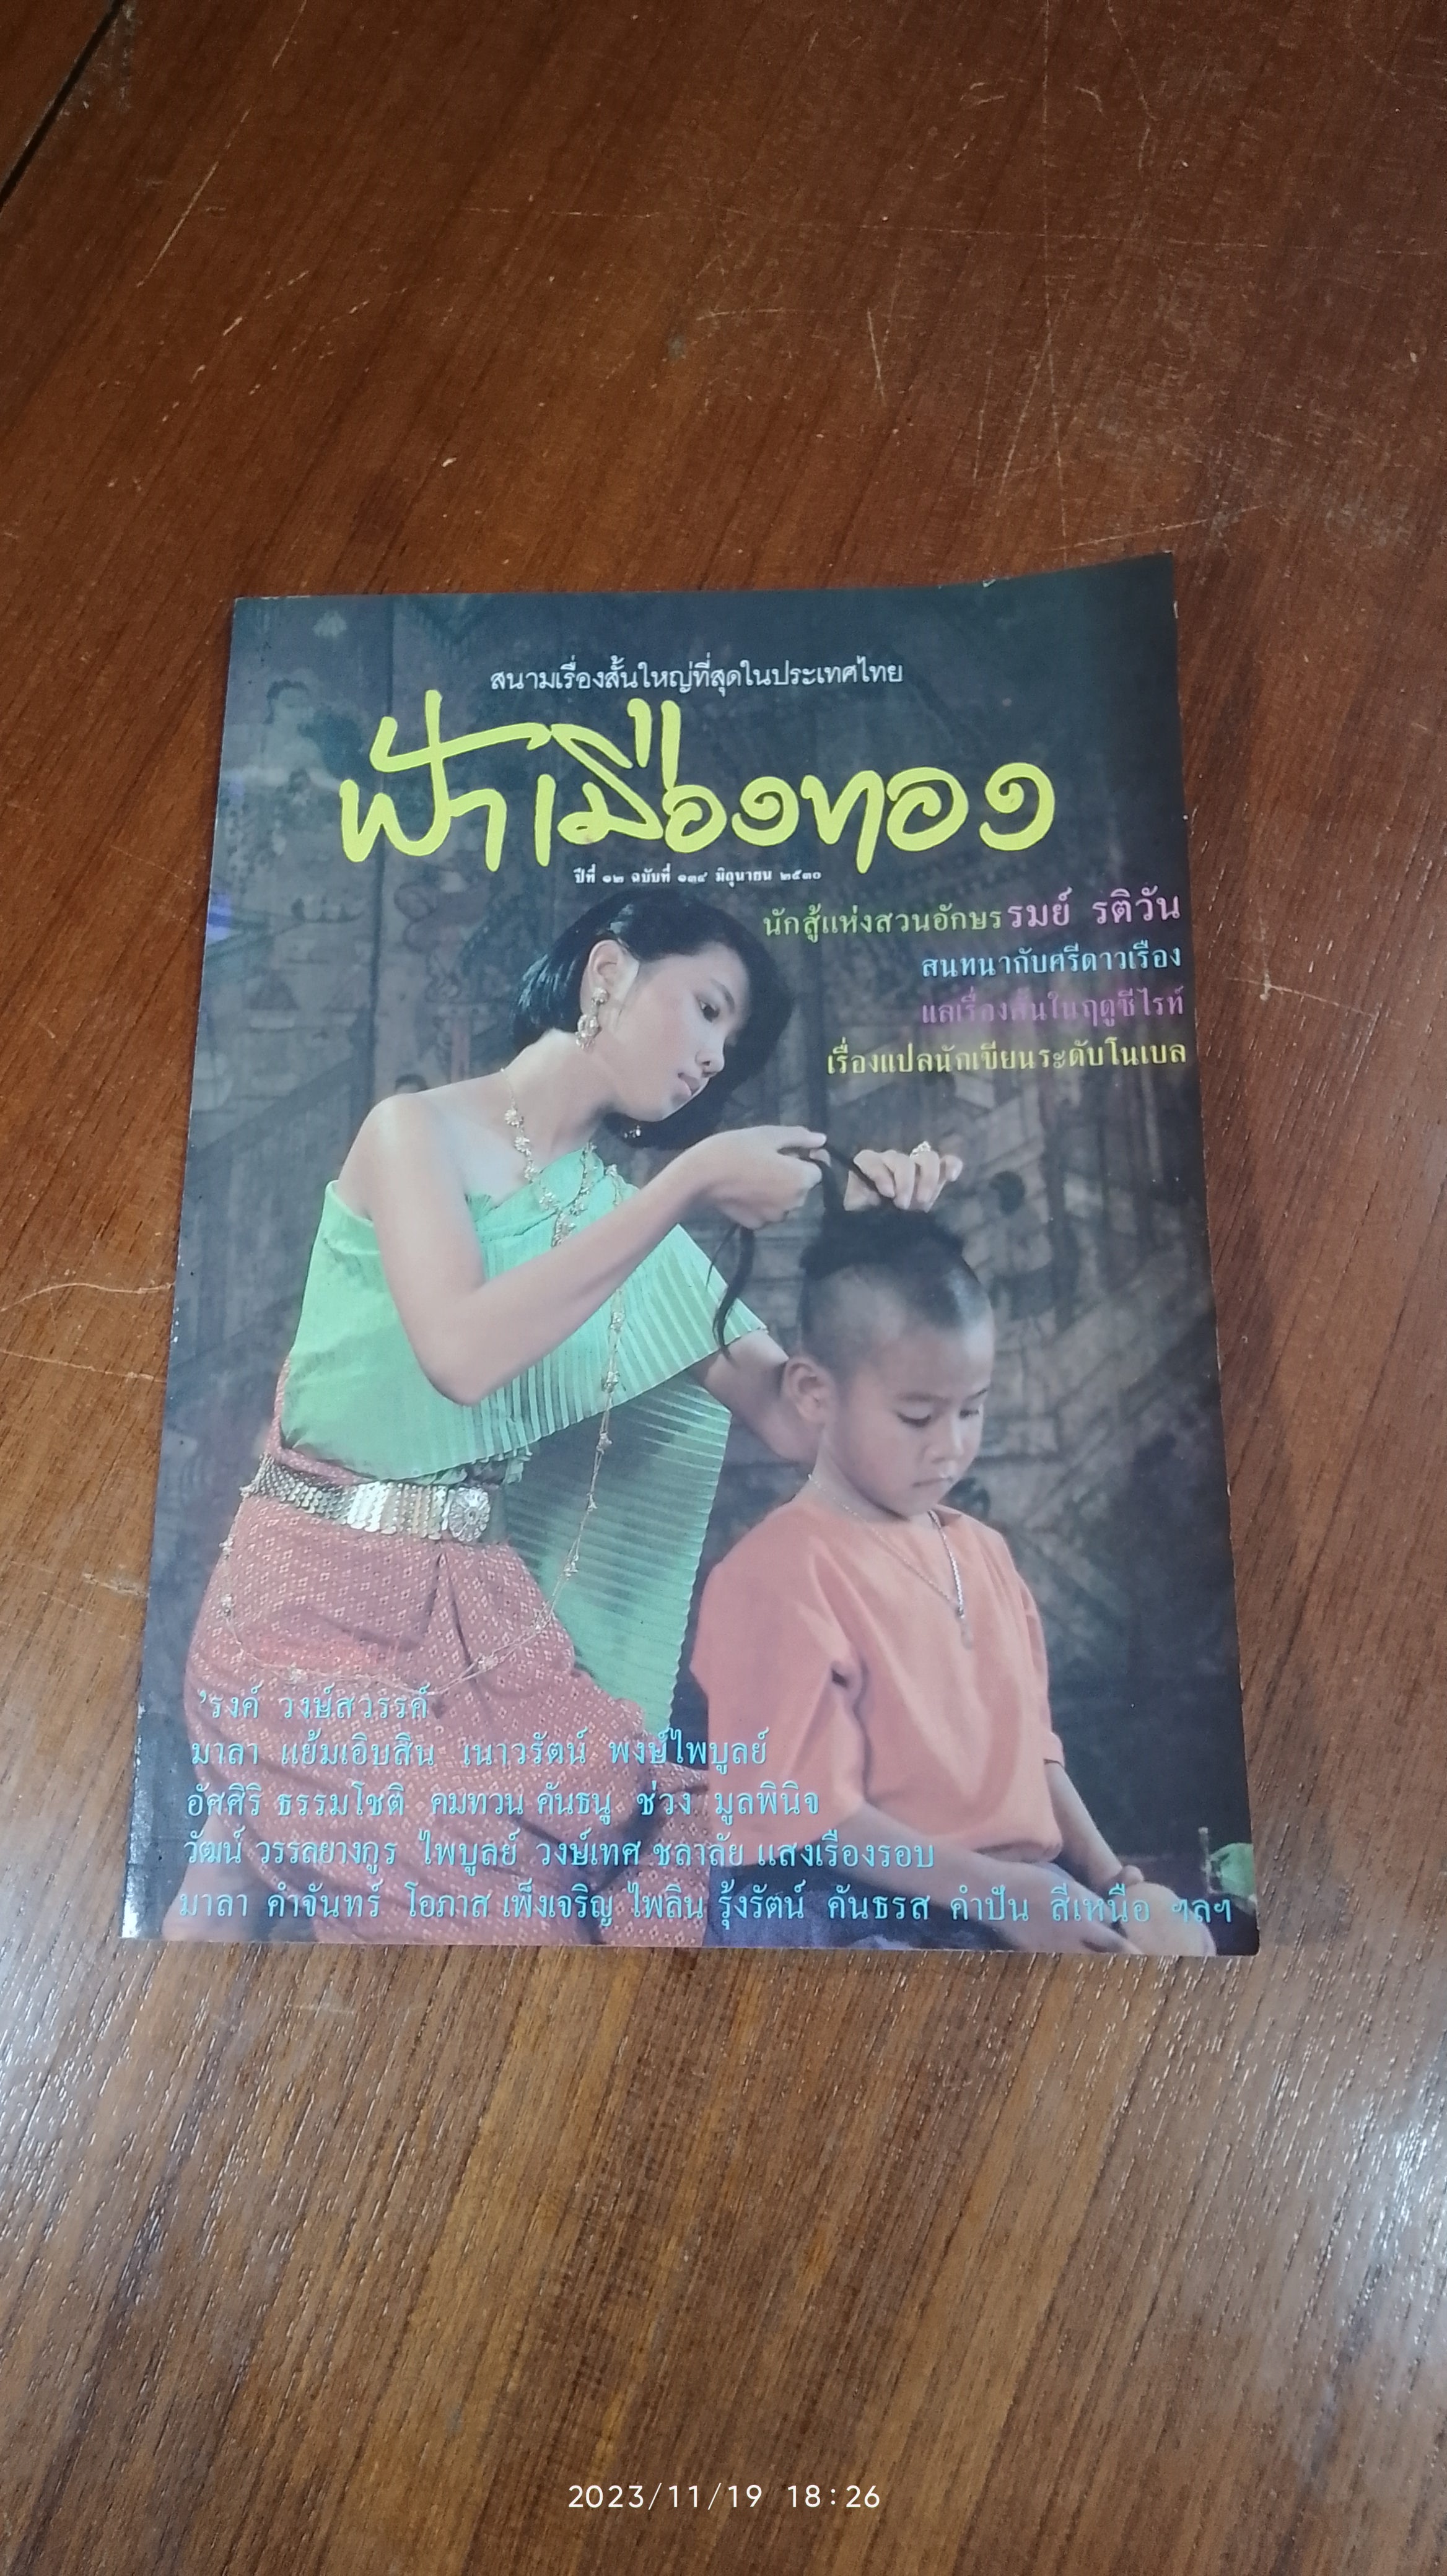 สนามเรื่องสั้นใหญ่ที่สุดในประเทศไทย
ฟ้าเมืองทอง
ปีที่ ๑๒ ฉบับที่ ๑๓๔ มิถุนายน ๒๕๓๐
นักสู้แห่งสวนอักษร รมย์ รติวัน
สนทนากับศรีดาวเรือง
แลเรื่องสั้นในฤดูซีไรท์
เรื่องแปลนักเขียนระดับโนเบล
'รงค์ วงษ์สวรรค์
มาลา แย้มเอิบสิน เนาวรัตน์ พงษ์ไพบูลย์
อัศศิริ ธรรมโชติ คมทวน คันธนู ช่วง มูลพินิจ
วัฒน์ วรรลยางกูร ไพบูลย์ วงษ์เทศ ชลาลัย แสงเรืองรอบ
มาลา คำจันทร์ โอภาส เพ็งเจริญ ไพลิน รุ้งรัตน์ คันธรส คำปัน สีเหนือ ฯลฯ
2023/11/19 18:26